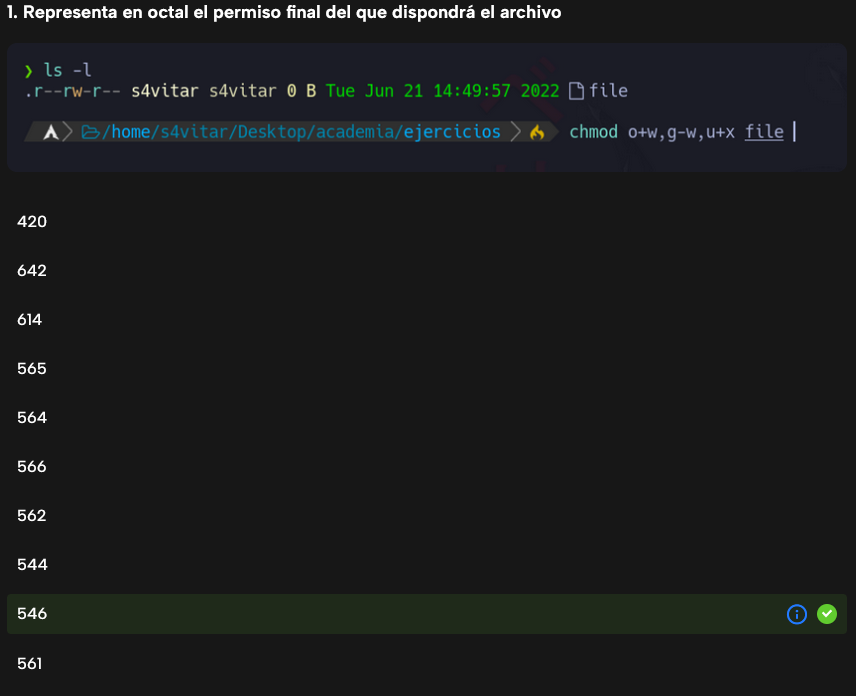 1. Representa en octal el permiso final del que dispondrá el archivo
❯ ls -l
.r--rw-r-- s4vitar s4vitar 0 B Tue Jun 21 14:49:57 2022 file
/home/s4vitar/Desktop/academia/ejercicios chmod o+w,g-w,u+x file
420
642
614
565
564
566
562
544
546
561